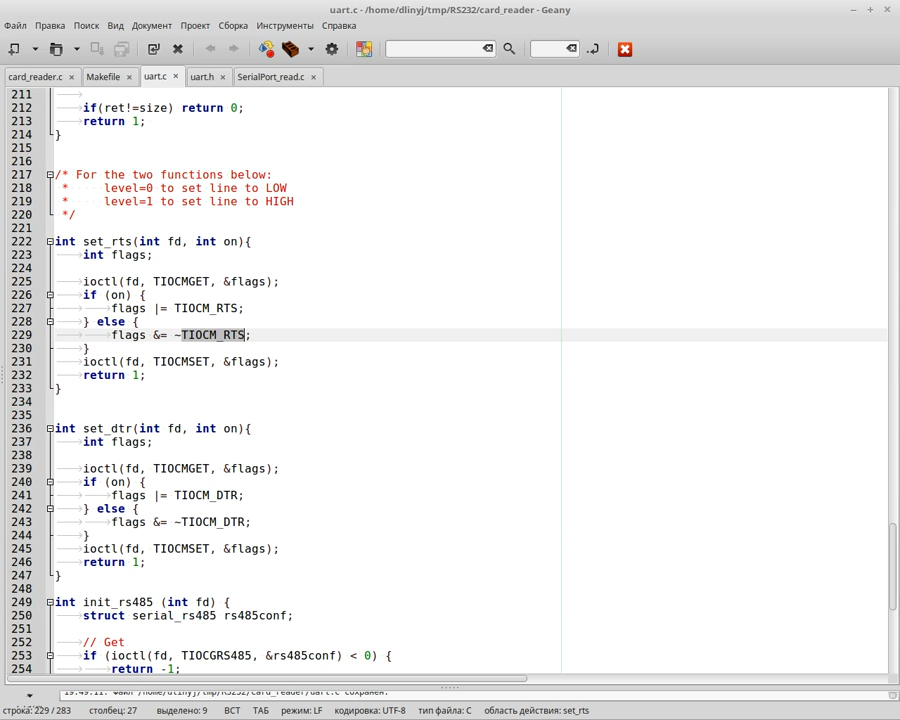 uart.c - /home/dlinyj/tmp/RS232/card_reader - Geany
Файл Правка Поиск Вид Документ Проект Сборка Инструменты Справка
card_reader.c Makefile uart.c uart.h SerialPort_read.c
211
212 if(ret!=size) return 0;
213 return 1;
214 }
215
216
217 /* For the two functions below:
218 * level=0 to set line to LOW
219 * level=1 to set line to HIGH
220 */
221
222 int set_rts(int fd, int on){
223 int flags;
224
225 ioctl(fd, TIOCMGET, &flags);
226 if (on) {
227 flags |= TIOCM_RTS;
228 } else {
229 flags &= ~TIOCM_RTS;
230 }
231 ioctl(fd, TIOCMSET, &flags);
232 return 1;
233 }
234
235
236 int set_dtr(int fd, int on){
237 int flags;
238
239 ioctl(fd, TIOCMGET, &flags);
240 if (on) {
241 flags |= TIOCM_DTR;
242 } else {
243 flags &= ~TIOCM_DTR;
244 }
245 ioctl(fd, TIOCMSET, &flags);
246 return 1;
247 }
248
249 int init_rs485 (int fd) {
250 struct serial_rs485 rs485conf;
251
252 // Get
253 if (ioctl(fd, TIOCGRS485, &rs485conf) < 0) {
254 return -1;
19:49:11: Файл /home/dlinyj/tmp/RS232/card_reader/uart.c сохранён.
строка: 229 / 283 столбец: 27 выделено: 9 ВСТ ТАБ режим: LF кодировка: UTF-8 тип файла: C область действия: set_rts